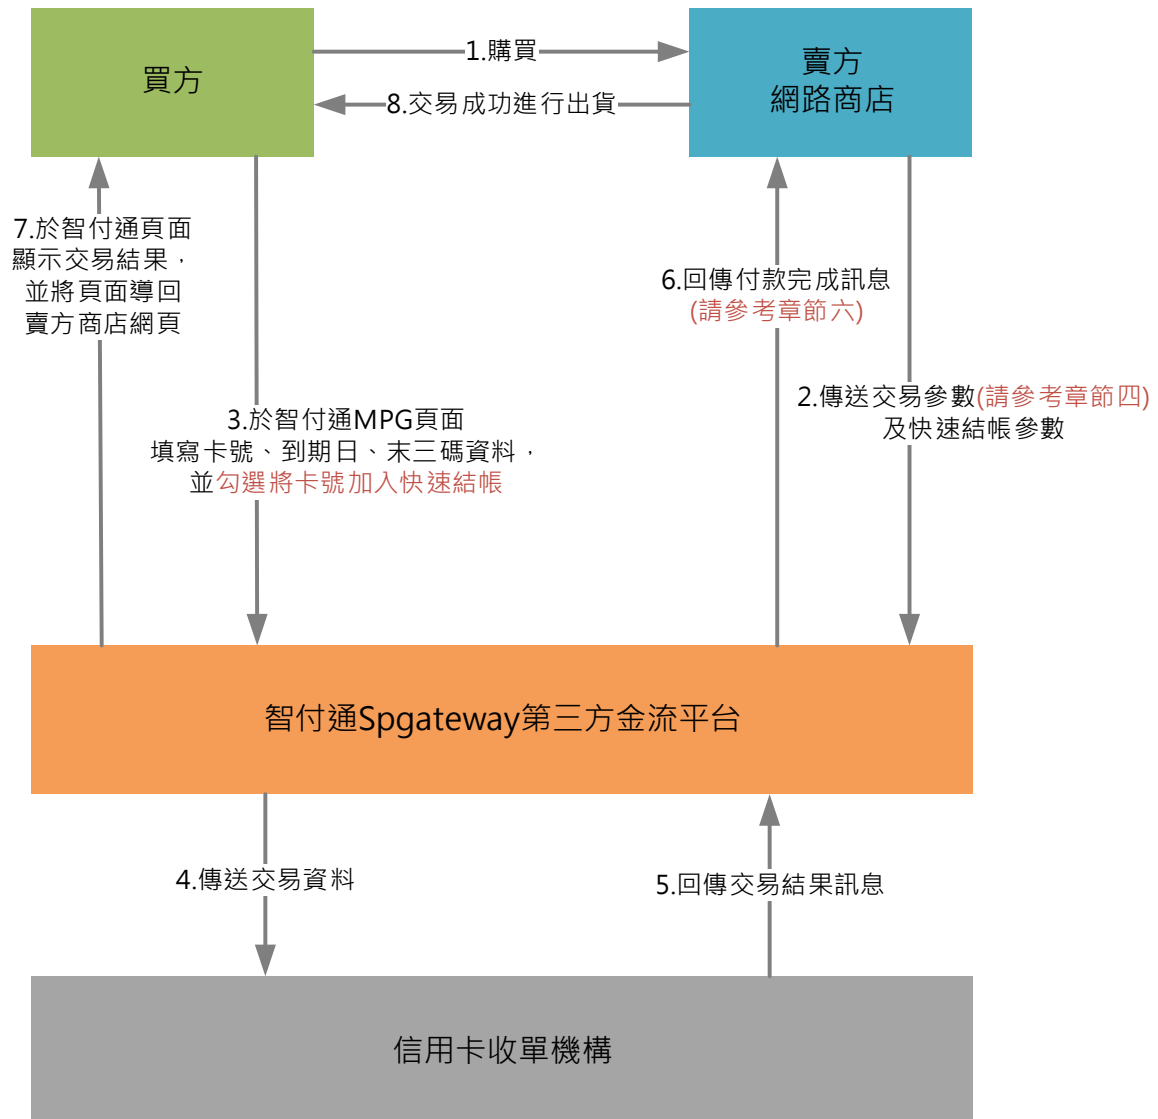 買方
1.購買
賣方
網路商店
8.交易成功進行出貨
7.於智付通頁面
顯示交易結果，
並將頁面導回
賣方商店網頁
6.回傳付款完成訊息
(請參考章節六)
2.傳送交易參數(請參考章節四)
及快速結帳參數
3.於智付通MPG頁面
填寫卡號、到期日、末三碼資料，
並勾選將卡號加入快速結帳
智付通Spgateway第三方金流平台
4.傳送交易資料
5.回傳交易結果訊息
信用卡收單機構